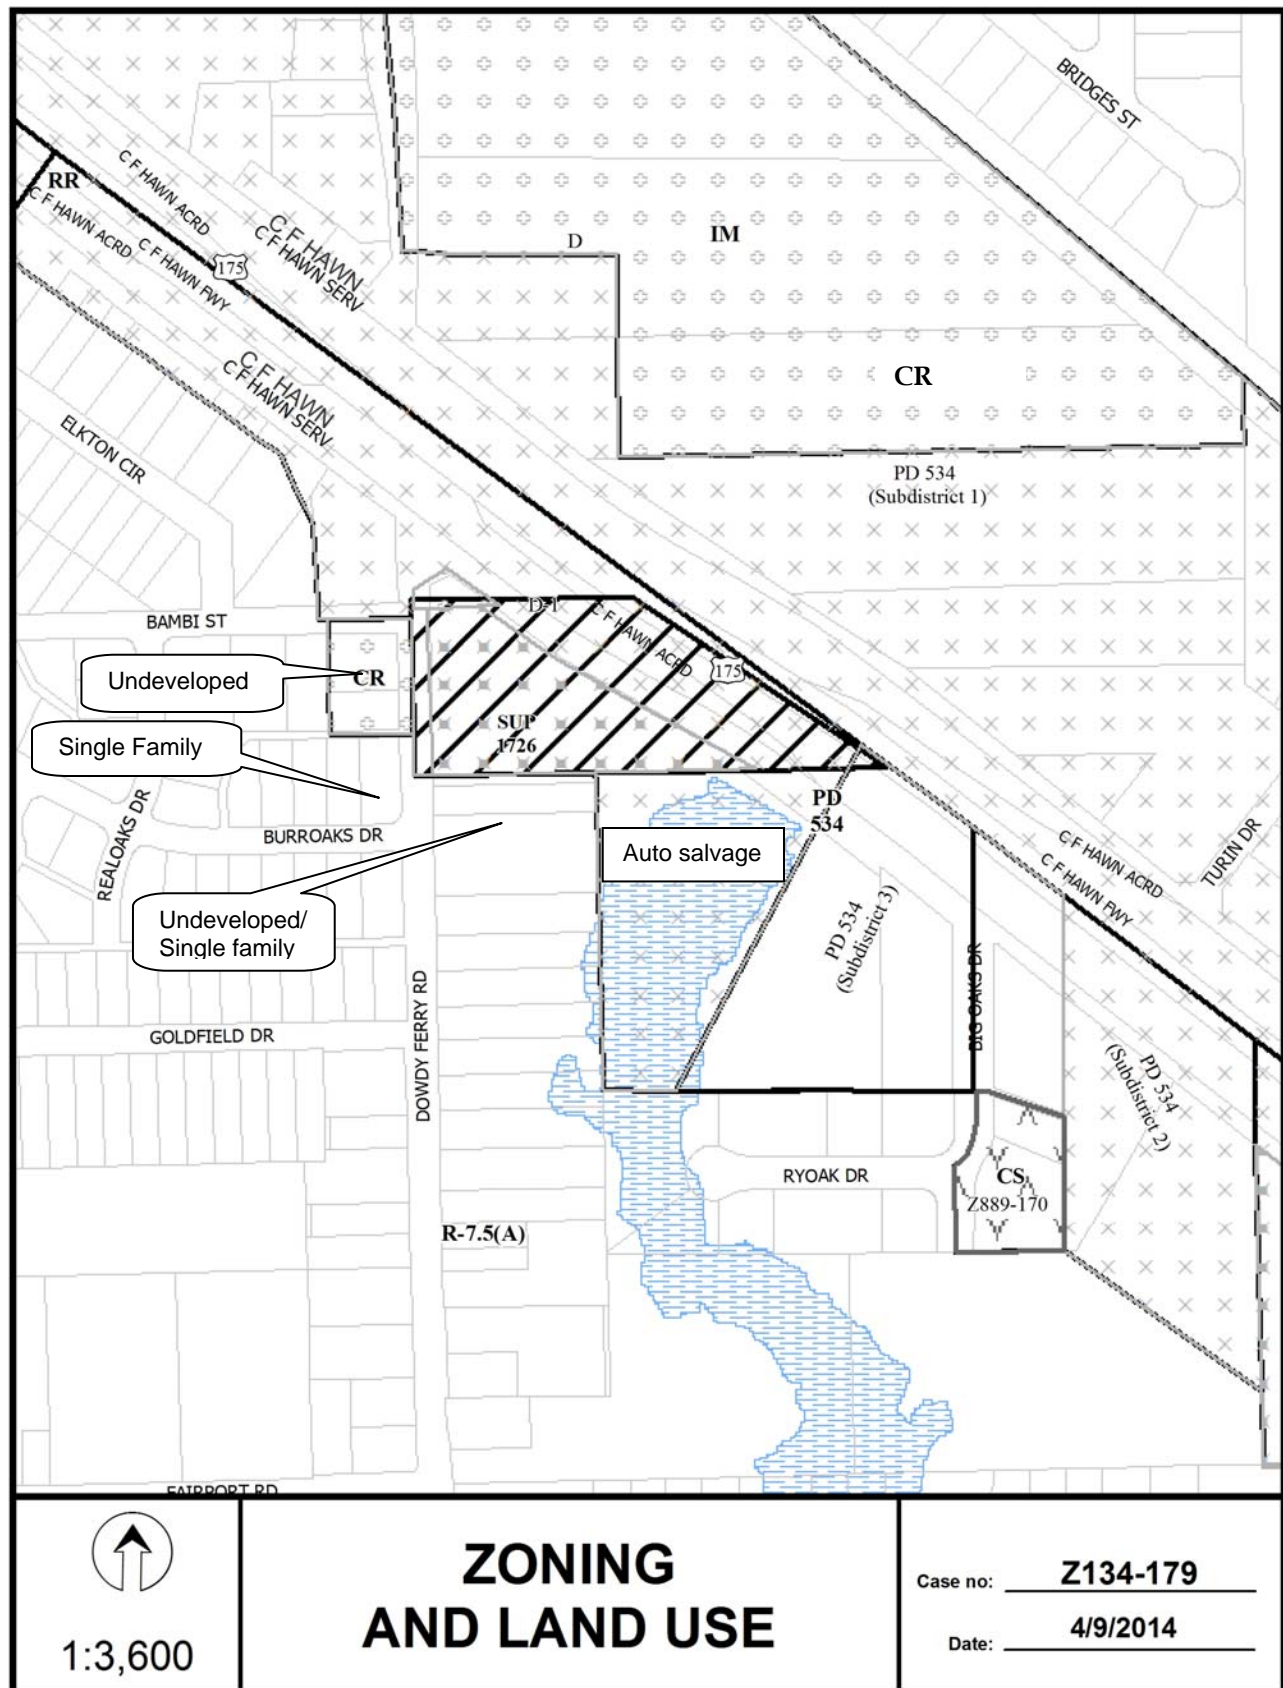 BRIDGES ST
RR
C F HAWN ACRD
C F HAWN ACRD
C F HAWN FWY
175
C F HAWN
C F HAWN SERV
D
IM
CR
C F HAWN
C F HAWN SERV
PD 534
(Subdistrict 1)
ELKTON CIR
BAMBI ST
D-1
C F HAWN ACRD
175
Undeveloped
CR
SUP
1726
Single Family
PD
534
BURROAKS DR
REALOAKS DR
Auto salvage
C F HAWN ACRD
C F HAWN FWY
TURIN DR
Undeveloped/
Single family
PD 534
(Subdistrict 3)
BIG OAKS DR
GOLDFIELD DR
DOWDY FERRY RD
PD 534
(Subdistrict 2)
RYOAK DR
CS
Z889-170
R-7.5(A)
FAIRPORT RD
1:3,600
ZONING
AND LAND USE
Case no: Z134-179
Date: 4/9/2014